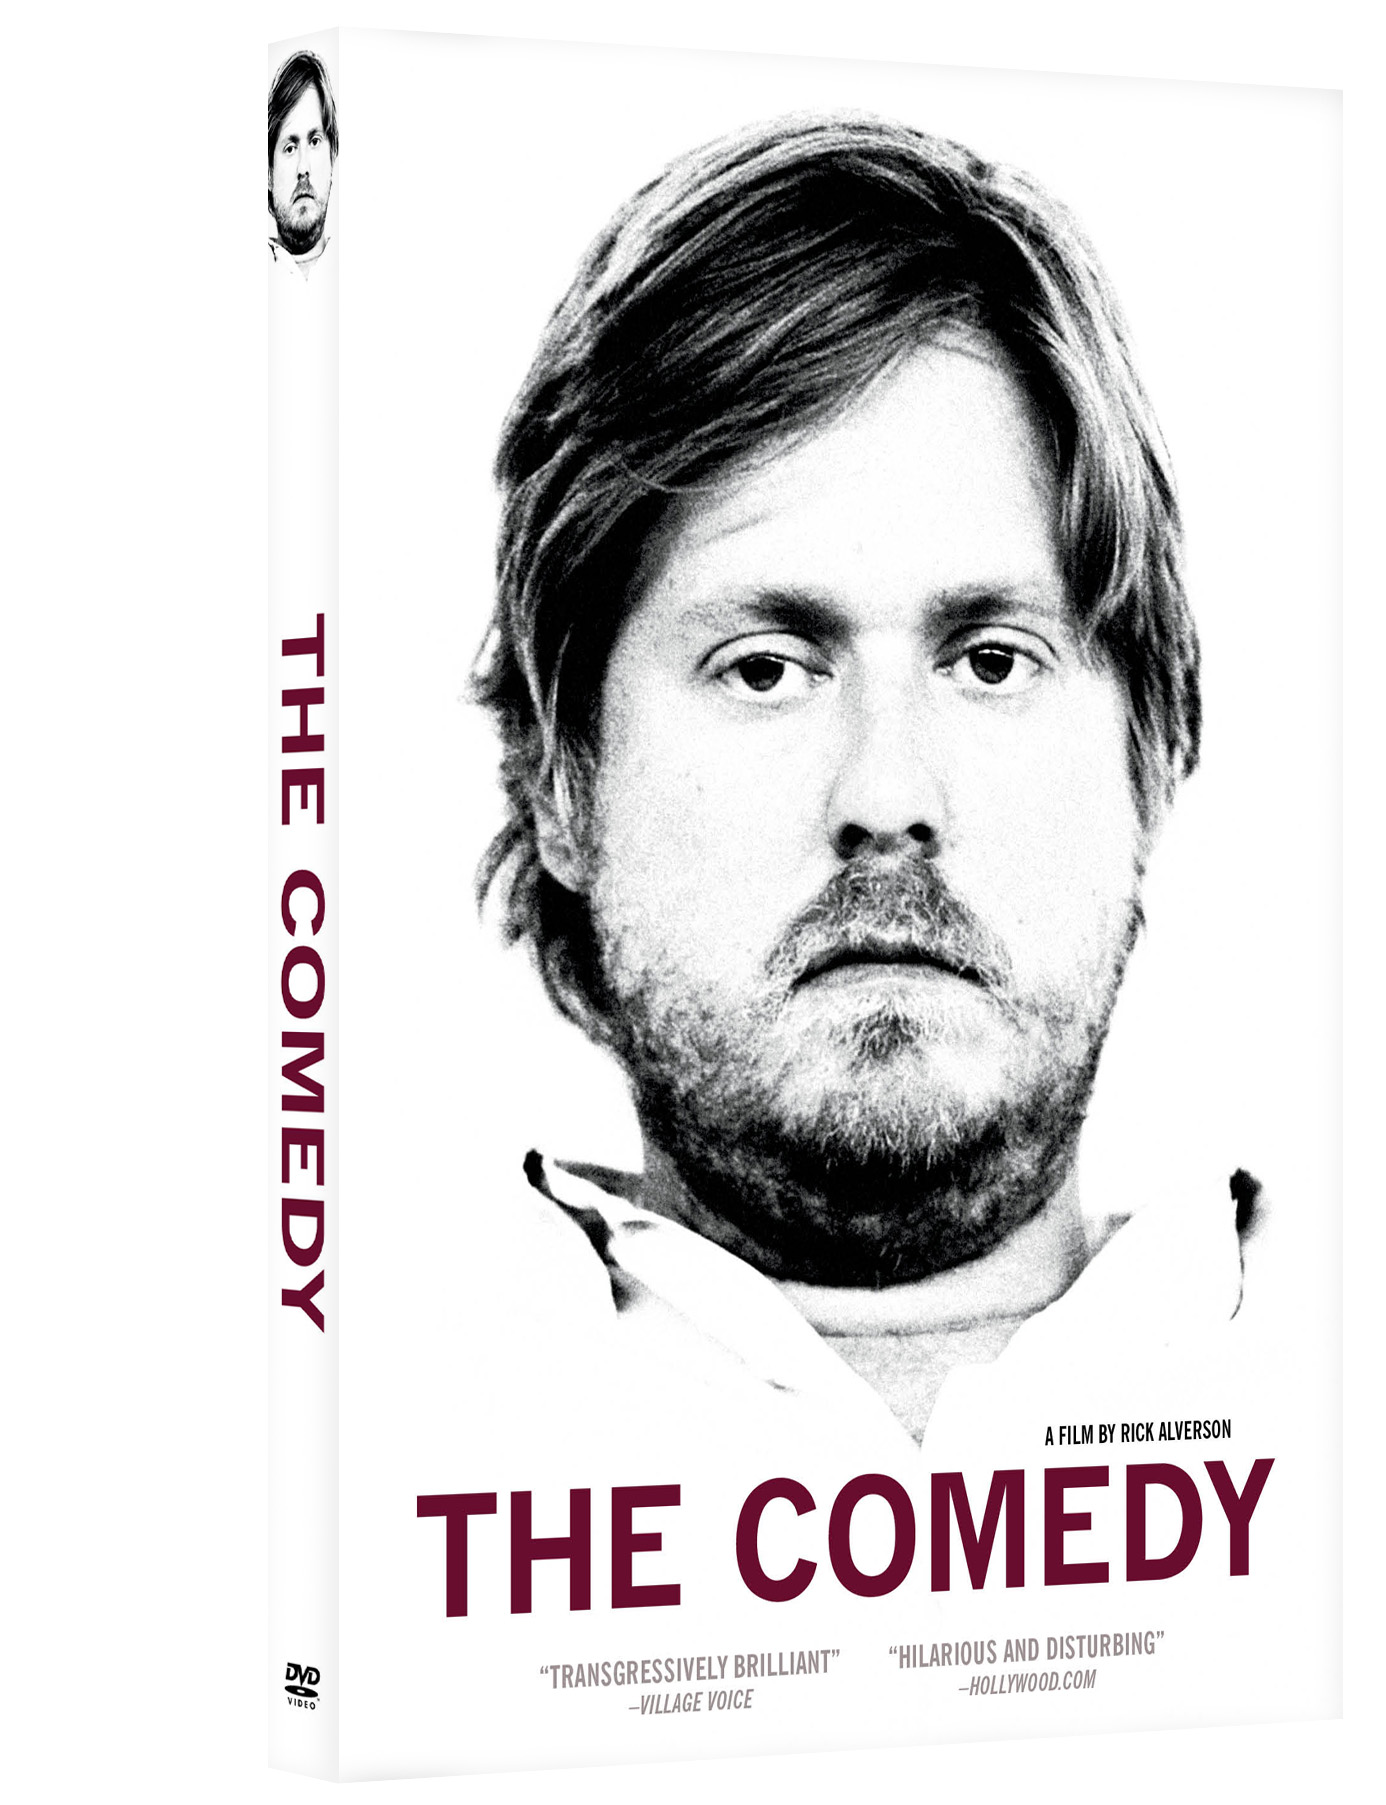 THE COMEDY
DVD
VIDEO
A FILM BY RICK ALVERSON
THE COMEDY
“TRANSGRESSIVELY BRILLIANT”
–VILLAGE VOICE
“HILARIOUS AND DISTURBING”
–HOLLYWOOD.COM